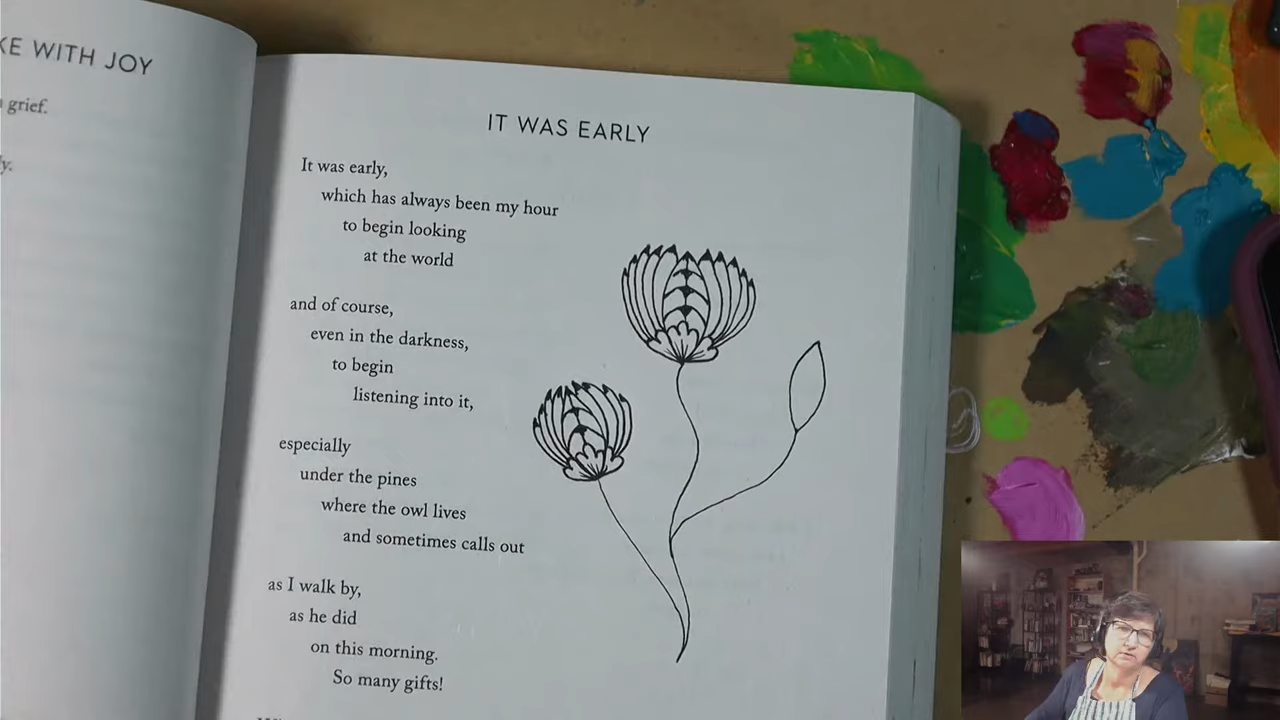 KE WITH JOY
grief.
IT WAS EARLY
It was early,
which has always been my hour
to begin looking
at the world
and of course,
even in the darkness,
to begin
listening into it,
especially
under the pines
where the owl lives
and sometimes calls out
as I walk by,
as he did
on this morning.
So many gifts!